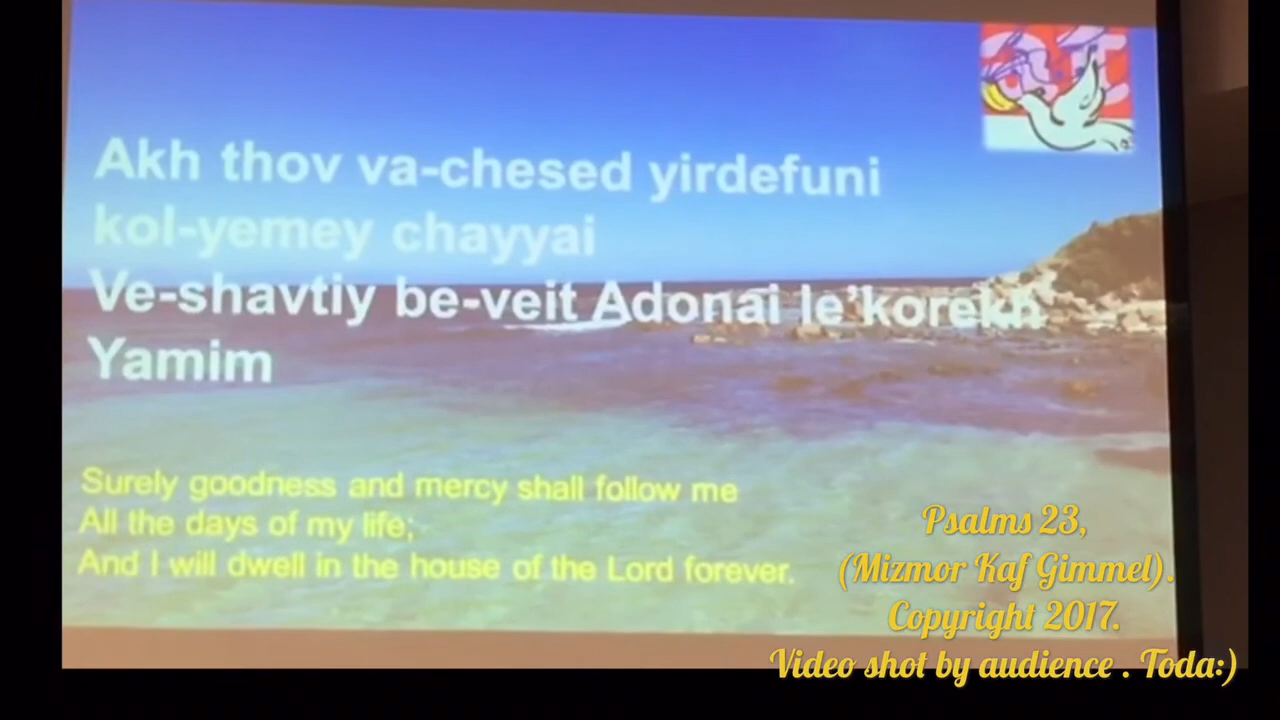 Akh thov va-chesed yirdefuni
kol-yemey chayyai
Ve-shavtiy be-veit Adonai le’korekh
Yamim
Surely goodness and mercy shall follow me
All the days of my life;
And I will dwell in the house of the Lord forever.
Psalms 23,
(Mizmor Kaf Gimmel).
Copyright 2017.
Video shot by audience . Toda:)